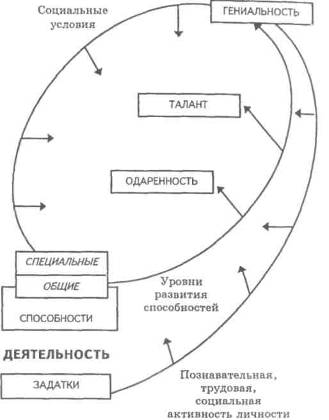 Социальные
условия
ГЕНИАЛЬНОСТЬ
ТАЛАНТ
ОДАРЕННОСТЬ
СПЕЦИАЛЬНЫЕ
ОБЩИЕ
СПОСОБНОСТИ
Уровни
развития
способностей
ДЕЯТЕЛЬНОСТЬ
ЗАДАТКИ
Познавательная,
трудовая,
социальная
активность личности